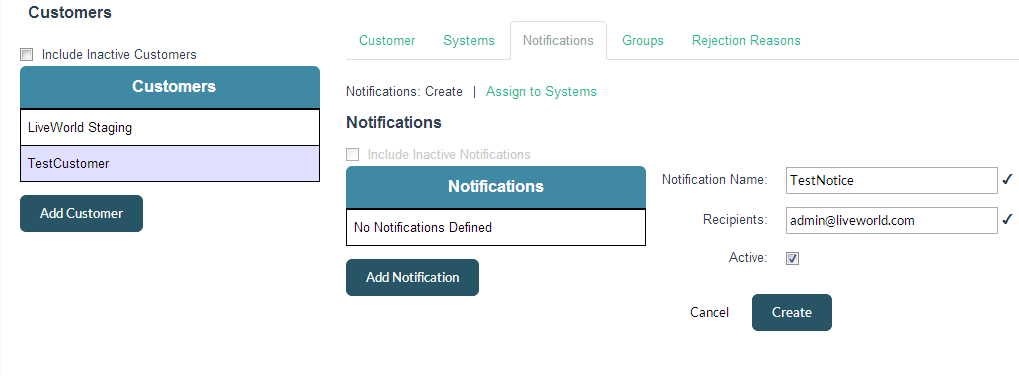 Customers
Include Inactive Customers
Customers
LiveWorld Staging
TestCustomer
Add Customer
Customer Systems Notifications Groups Rejection Reasons
Notifications: Create | Assign to Systems
Notifications
Include Inactive Notifications
Notifications
No Notifications Defined
Add Notification
Notification Name: TestNotice ✓
Recipients: admin@liveworld.com ✓
Active:
Cancel Create